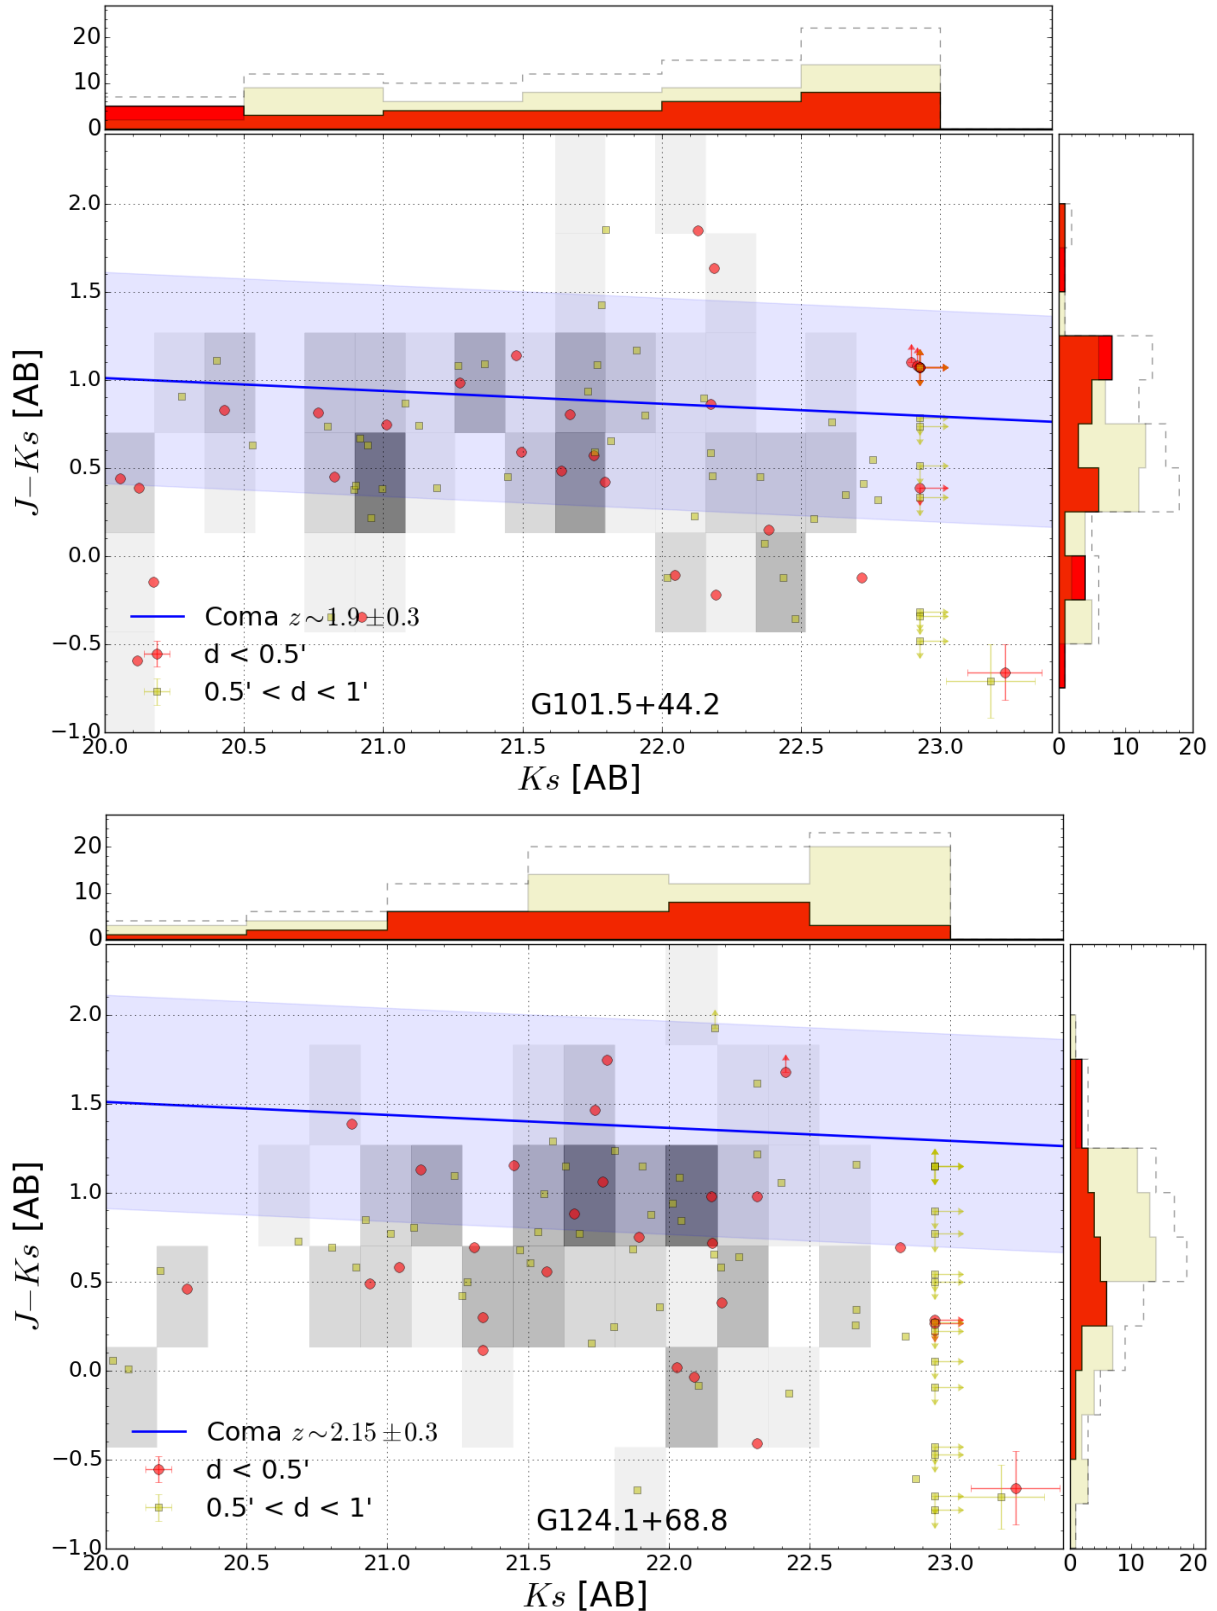 20
10
0
2.0
1.5
1.0
0.5
0.0
−0.5
−1.0
J−Ks [AB]
Coma z∼1.9±0.3
d < 0.5'
0.5' < d < 1'
G101.5+44.2
20.0 20.5 21.0 21.5 22.0 22.5 23.0
0 10 20
Ks [AB]
20
10
0
2.0
1.5
1.0
0.5
0.0
−0.5
−1.0
J−Ks [AB]
Coma z∼2.15±0.3
d < 0.5'
0.5' < d < 1'
G124.1+68.8
20.0 20.5 21.0 21.5 22.0 22.5 23.0
0 10 20
Ks [AB]